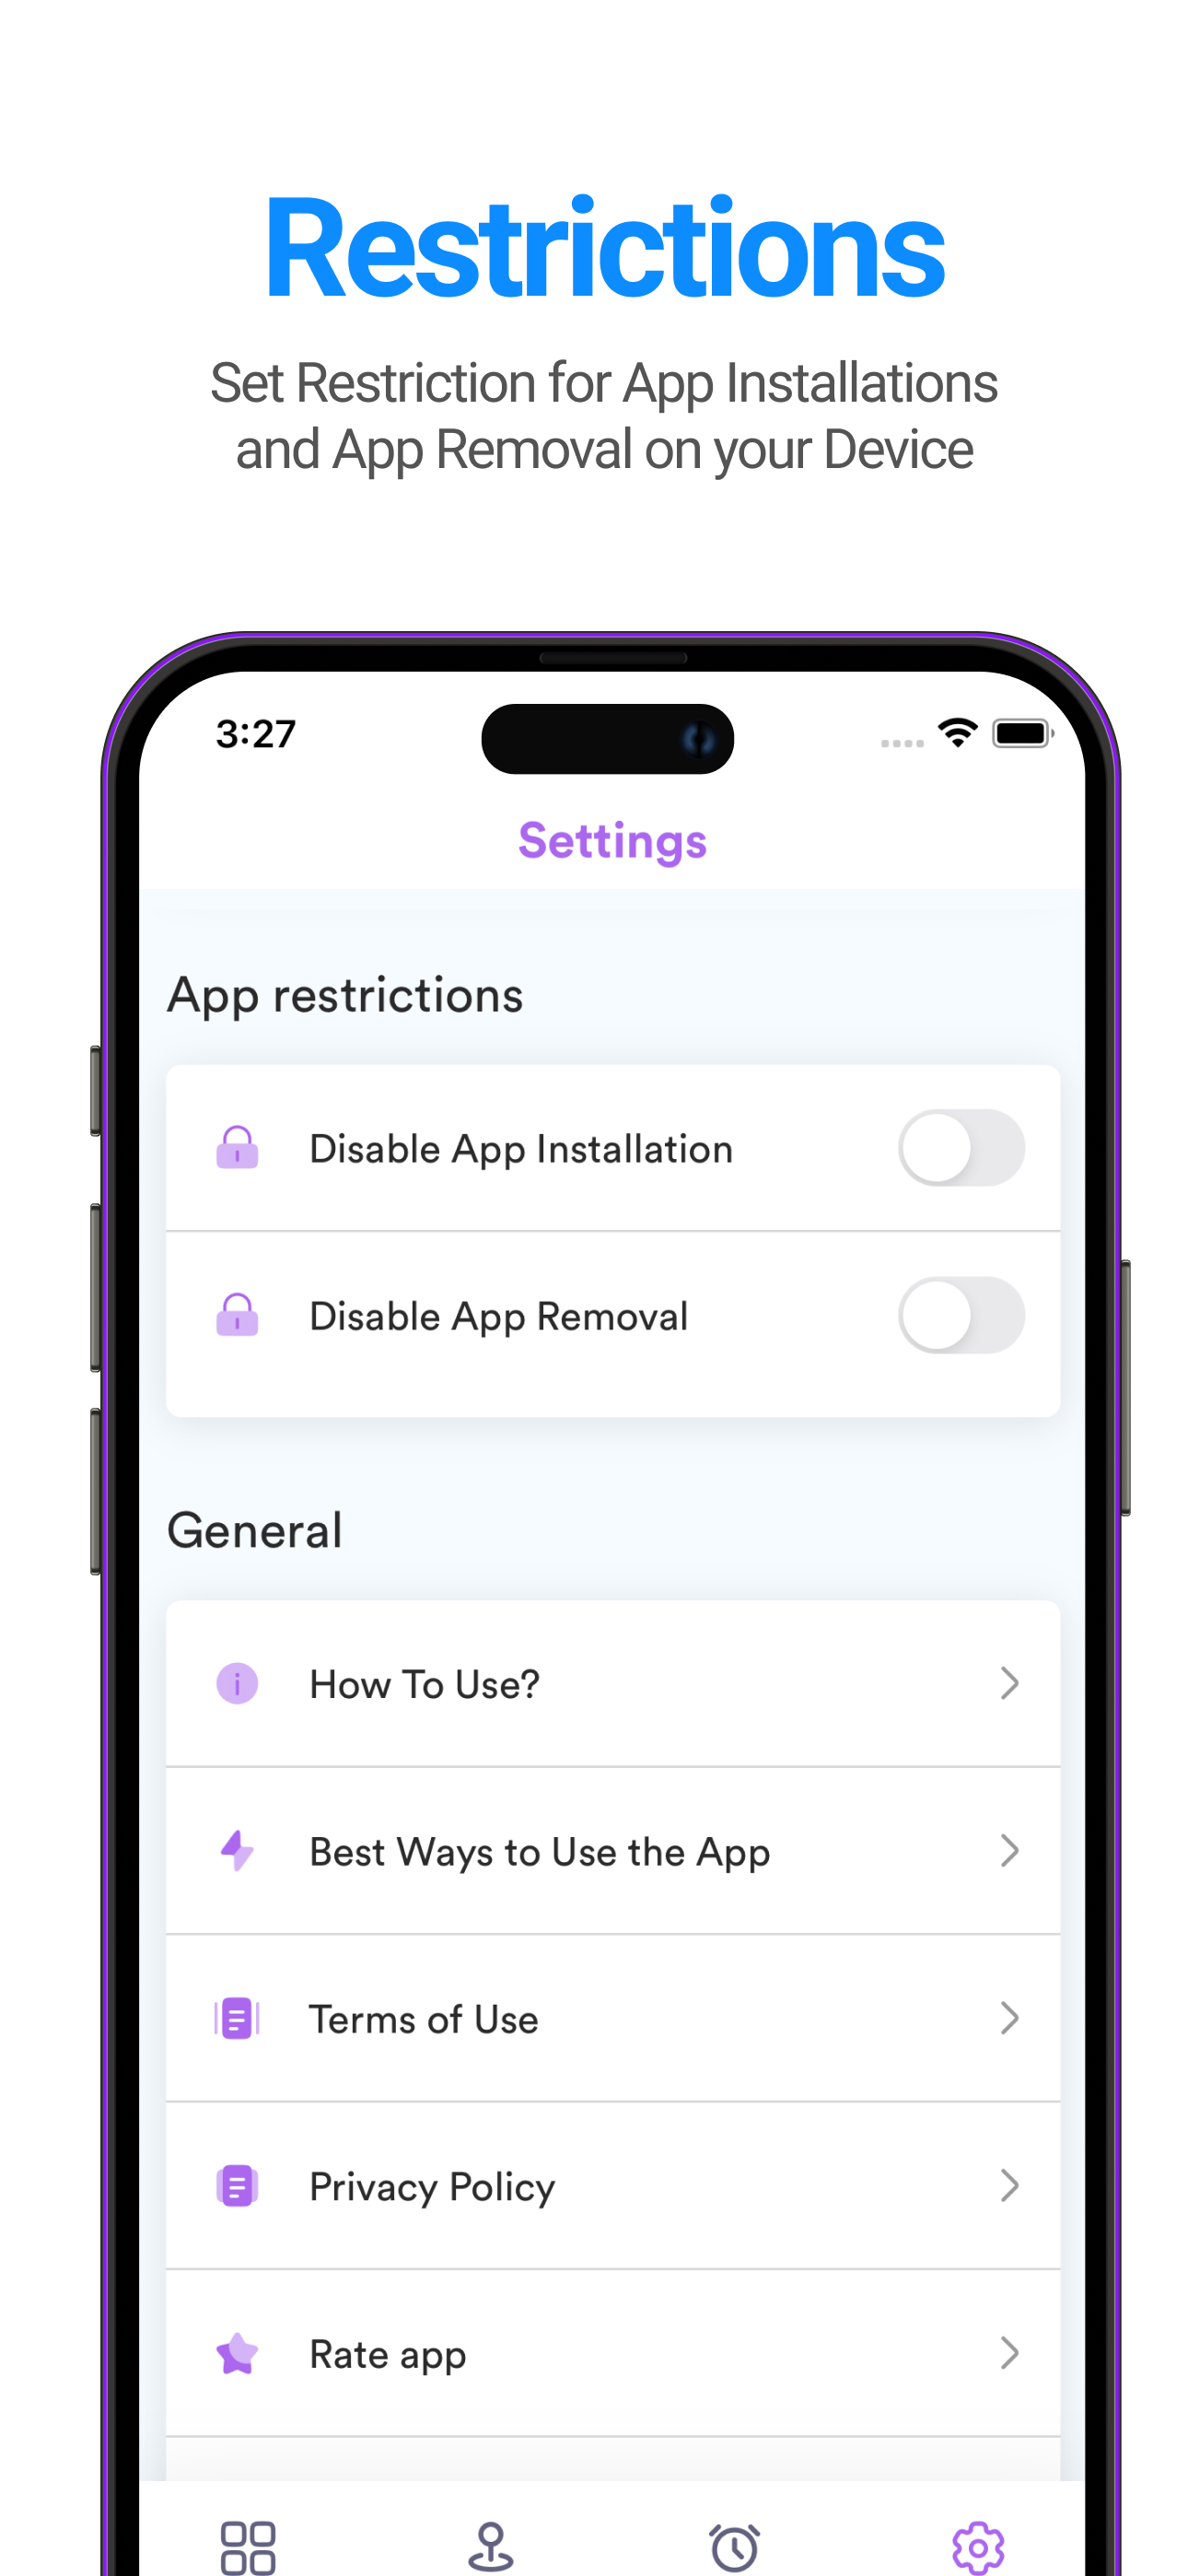 Restrictions
Set Restriction for App Installations
and App Removal on your Device
3:27
Settings
App restrictions
Disable App Installation
Disable App Removal
General
How To Use?
Best Ways to Use the App
Terms of Use
Privacy Policy
Rate app